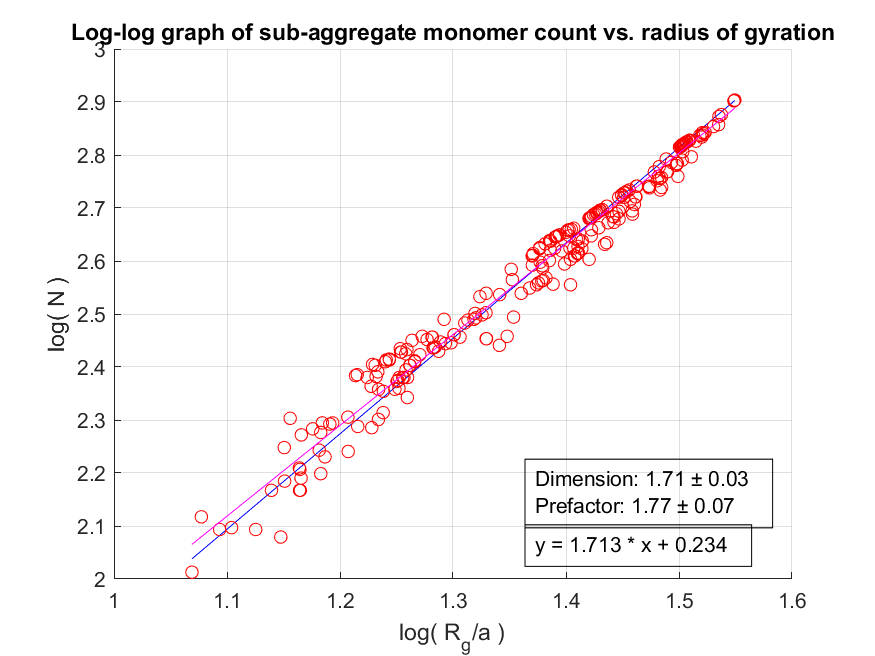 Log-log graph of sub-aggregate monomer count vs. radius of gyration
3
2.9
2.8
2.7
2.6
2.5
2.4
2.3
2.2
2.1
2
log( N )
Dimension: 1.71 ± 0.03
Prefactor: 1.77 ± 0.07
y = 1.713 * x + 0.234
1 1.1 1.2 1.3 1.4 1.5 1.6
log( Rg/a )